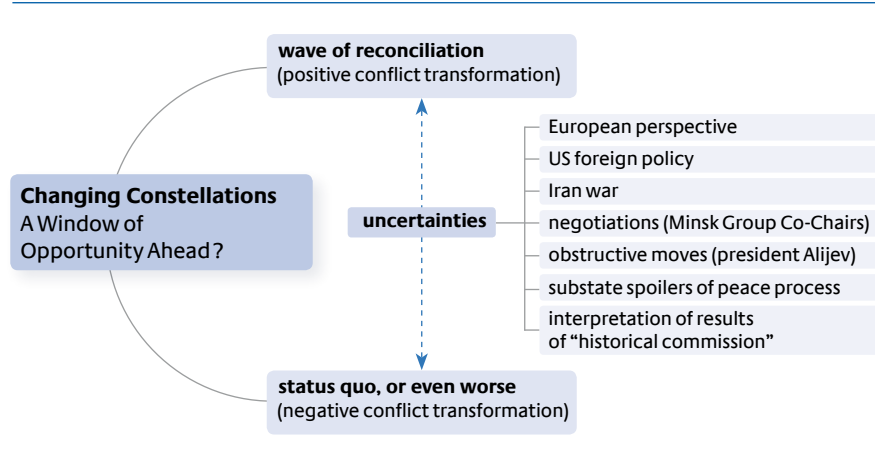 wave of reconciliation
(positive conflict transformation)
Changing Constellations
A Window of
Opportunity Ahead?
uncertainties
European perspective
US foreign policy
Iran war
negotiations (Minsk Group Co-Chairs)
obstructive moves (president Alijev)
substate spoilers of peace process
interpretation of results
of “historical commission”
status quo, or even worse
(negative conflict transformation)